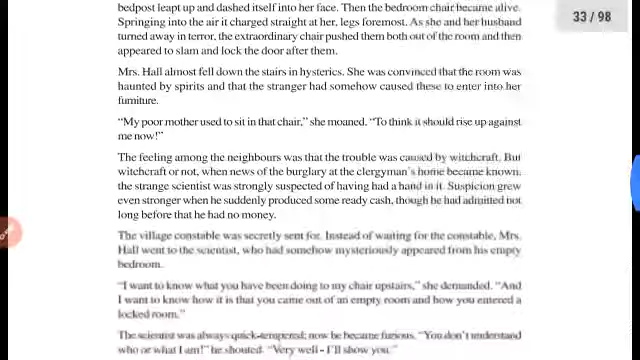 bedpost leapt up and dashed itself into her face. Then the bedroom chair became alive.
33 / 98
Springing into the air it charged straight at her, legs foremost. As she and her husband
turned away in terror, the extraordinary chair pushed them both out of the room and then
appeared to slam and lock the door after them.
Mrs. Hall almost fell down the stairs in hysterics. She was convinced that the room was
haunted by spirits and that the stranger had somehow caused these to enter into her
furniture.
“My poor mother used to sit in that chair,” she moaned. “To think it should rise up against
me now!”
The feeling among the neighbours was that the trouble was caused by witchcraft. But
witchcraft or not, when news of the burglary at the clergyman's home became known,
the strange scientist was strongly suspected of having had a hand in it. Suspicion grew
even stronger when he suddenly produced some ready cash, though he had admitted not
long before that he had no money.
The village constable was secretly sent for. Instead of waiting for the constable, Mrs.
Hall went to the scientist, who had somehow mysteriously appeared from his empty
bedroom.
“I want to know what you have been doing to my chair upstairs,” she demanded. “And
I want to know how it is that you came out of an empty room and how you entered a
locked room.”
The scientist was always quick-tempered; now he became furious. “You don't understand
who or what I am!” he shouted. “Very well – I'll show you.”